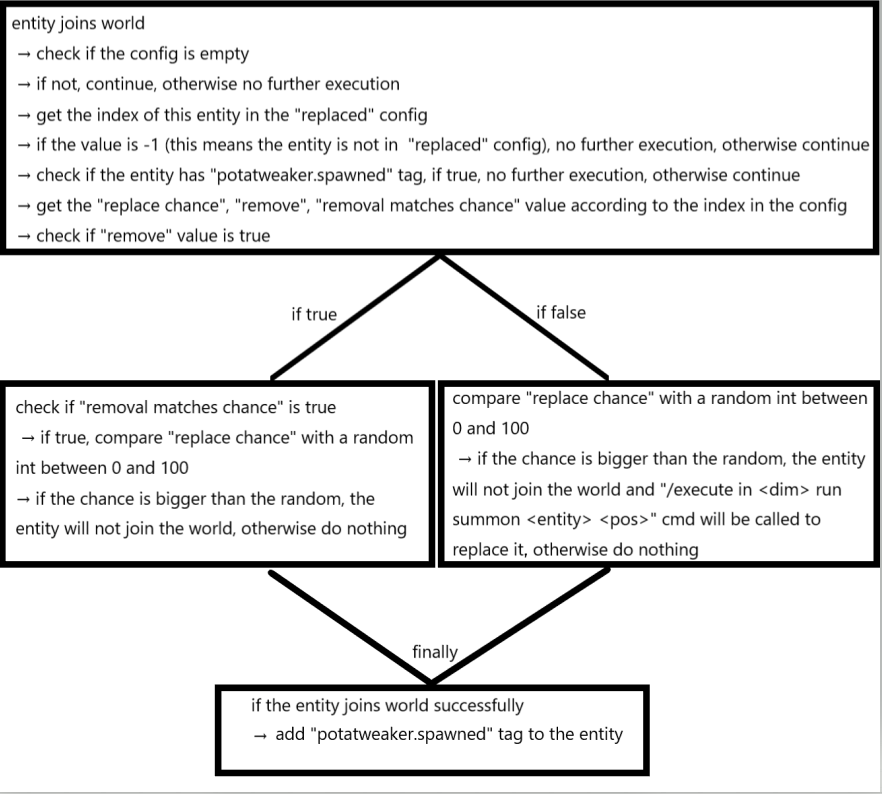 entity joins world
→ check if the config is empty
→ if not, continue, otherwise no further execution
→ get the index of this entity in the "replaced" config
→ if the value is -1 (this means the entity is not in  "replaced" config), no further execution, otherwise continue
→ check if the entity has "potatweaker.spawned" tag, if true, no further execution, otherwise continue
→ get the "replace chance", "remove", "removal matches chance" value according to the index in the config
→ check if "remove" value is true
if true
if false
check if "removal matches chance" is true
→ if true, compare "replace chance" with a random
int between 0 and 100
→ if the chance is bigger than the random, the
entity will not join the world, otherwise do nothing
compare "replace chance" with a random int between
0 and 100
→ if the chance is bigger than the random, the entity
will not join the world and "/execute in <dim> run
summon <entity> <pos>" cmd will be called to
replace it, otherwise do nothing
finally
if the entity joins world successfully
→ add "potatweaker.spawned" tag to the entity